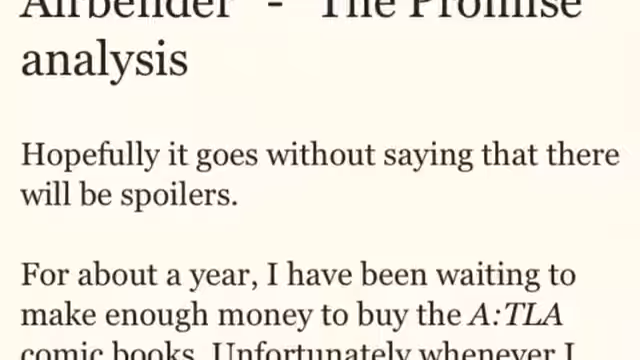 Airbender" - "The Promise"
analysis
Hopefully it goes without saying that there
will be spoilers.
For about a year, I have been waiting to
make enough money to buy the A:TLA
comic books. Unfortunately whenever I